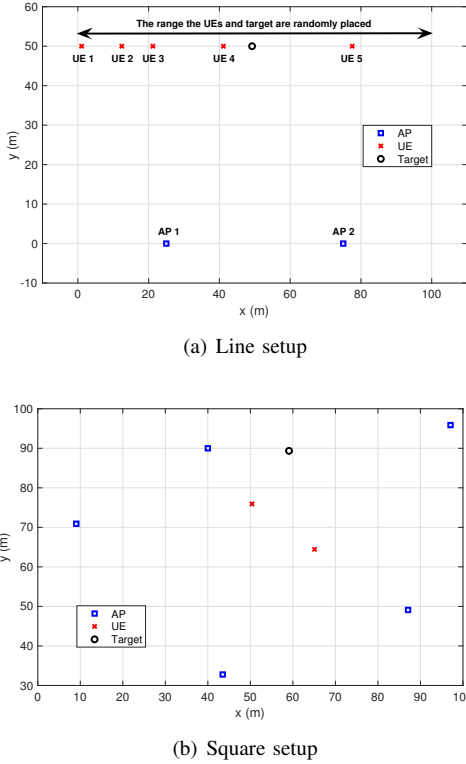 60
The range the UEs and target are randomly placed
50
UE 1 UE 2 UE 3 UE 4 UE 5
40
30
AP
UE
Target
20
10
AP 1 AP 2
0
-10
0 20 40 60 80 100
y (m)
x (m)
(a) Line setup
100
90
80
70
60
50
AP
UE
Target
40
30
0 10 20 30 40 50 60 70 80 90 100
y (m)
x (m)
(b) Square setup